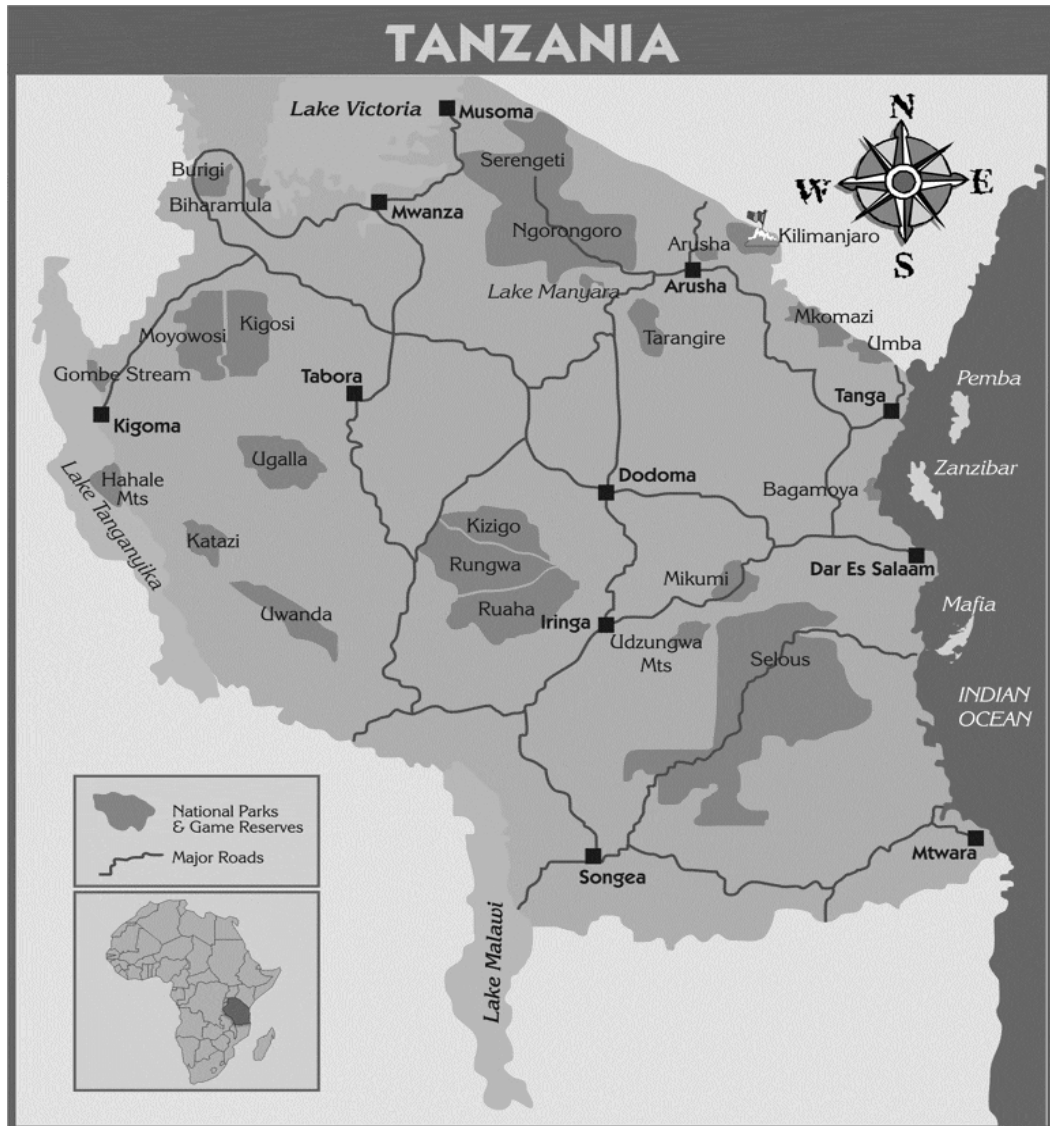 TANZANIA
Lake Victoria
Musoma
N
W
E
S
Burigi
Serengeti
Biharamula
Mwanza
Ngorongoro
Arusha
Kilimanjaro
Lake Manyara
Arusha
Moyowosi
Kigosi
Tarangire
Mkomazi
Umba
Gombe Stream
Tabora
Pemba
Kigoma
Tanga
Ugalla
Dodoma
Zanzibar
Hahale
Mts
Bagamoya
Lake Tanganyika
Kizigo
Katazi
Rungwa
Mikumi
Dar Es Salaam
Uwanda
Ruaha
Iringa
Mafia
Udzungwa
Mts
Selous
INDIAN
OCEAN
National Parks
& Game Reserves
Major Roads
Songea
Mtwara
Lake Malawi